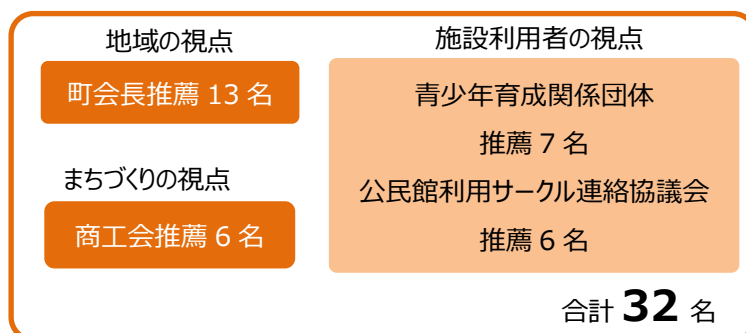 地域の視点
町会長推薦 13 名
まちづくりの視点
商工会推薦 6 名
施設利用者の視点
青少年育成関係団体
推薦 7 名
公民館利用サークル連絡協議会
推薦 6 名
合計 32 名